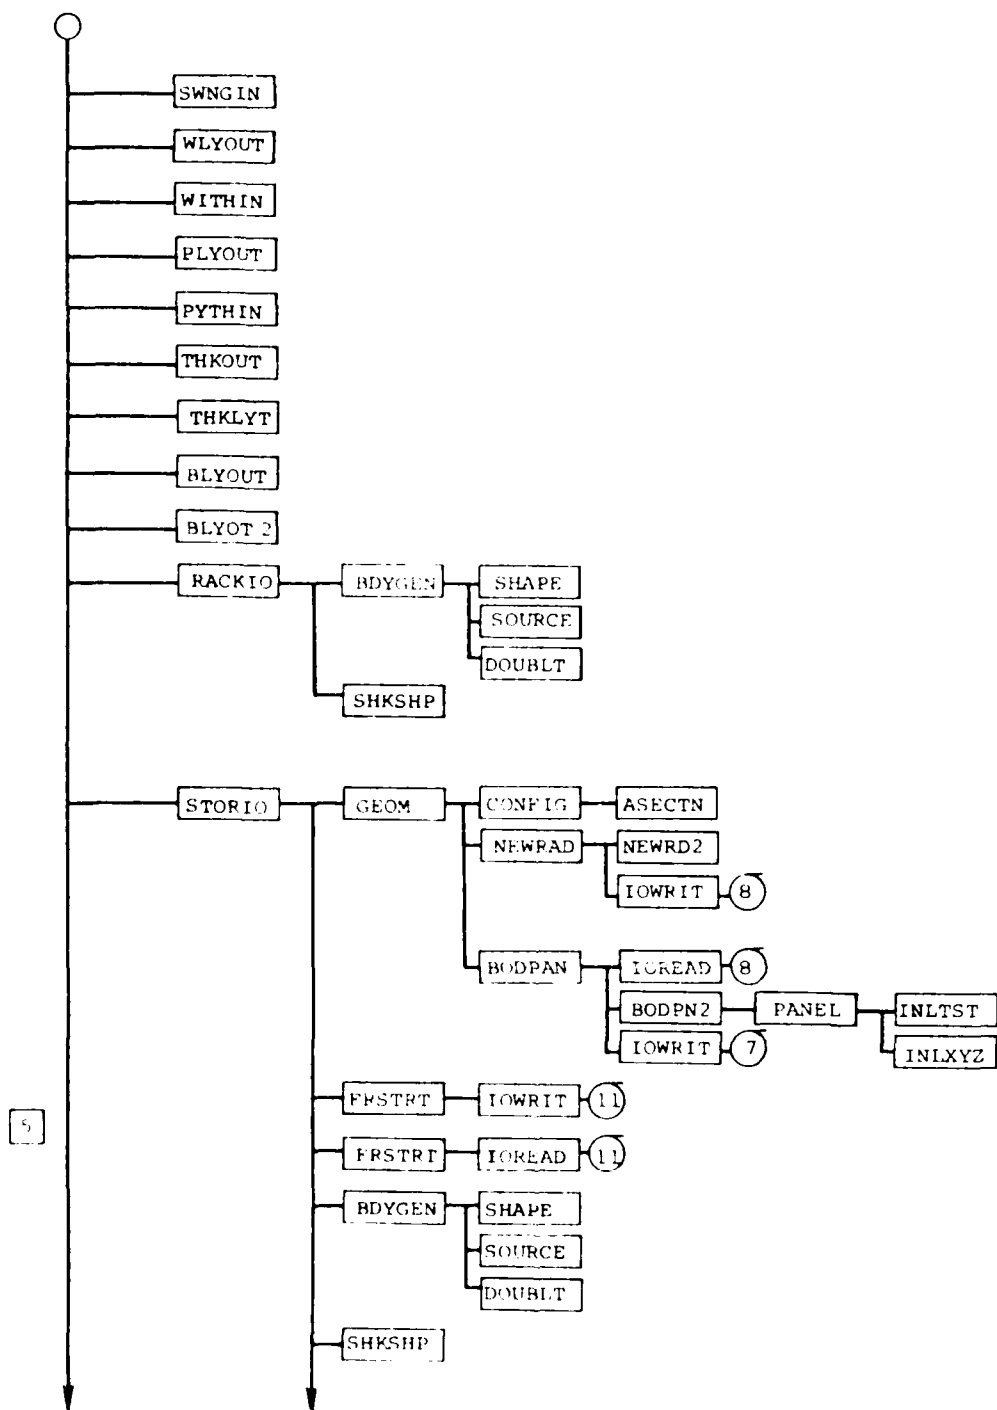 SWNGIN
WLYOUT
WITHIN
PLYOUT
PYTHIN
THKOUT
THKLYT
BLYOUT
BLYOT 2
RACKIO BDYGEN SHAPE
SOURCE
DOUBLT
SHKSHP
STORIO GEOM CONFIG ASECTN
NEWRAD NEWRD2
IOWRIT 8
BODPAN IOREAD 8
BODPN2 PANEL INLTST
IOWRIT 7 INLXYZ
FRSTRT IOWRIT 11
5
FRSTRT IOREAD 11
BDYGEN SHAPE
SOURCE
DOUBLT
SHKSHP